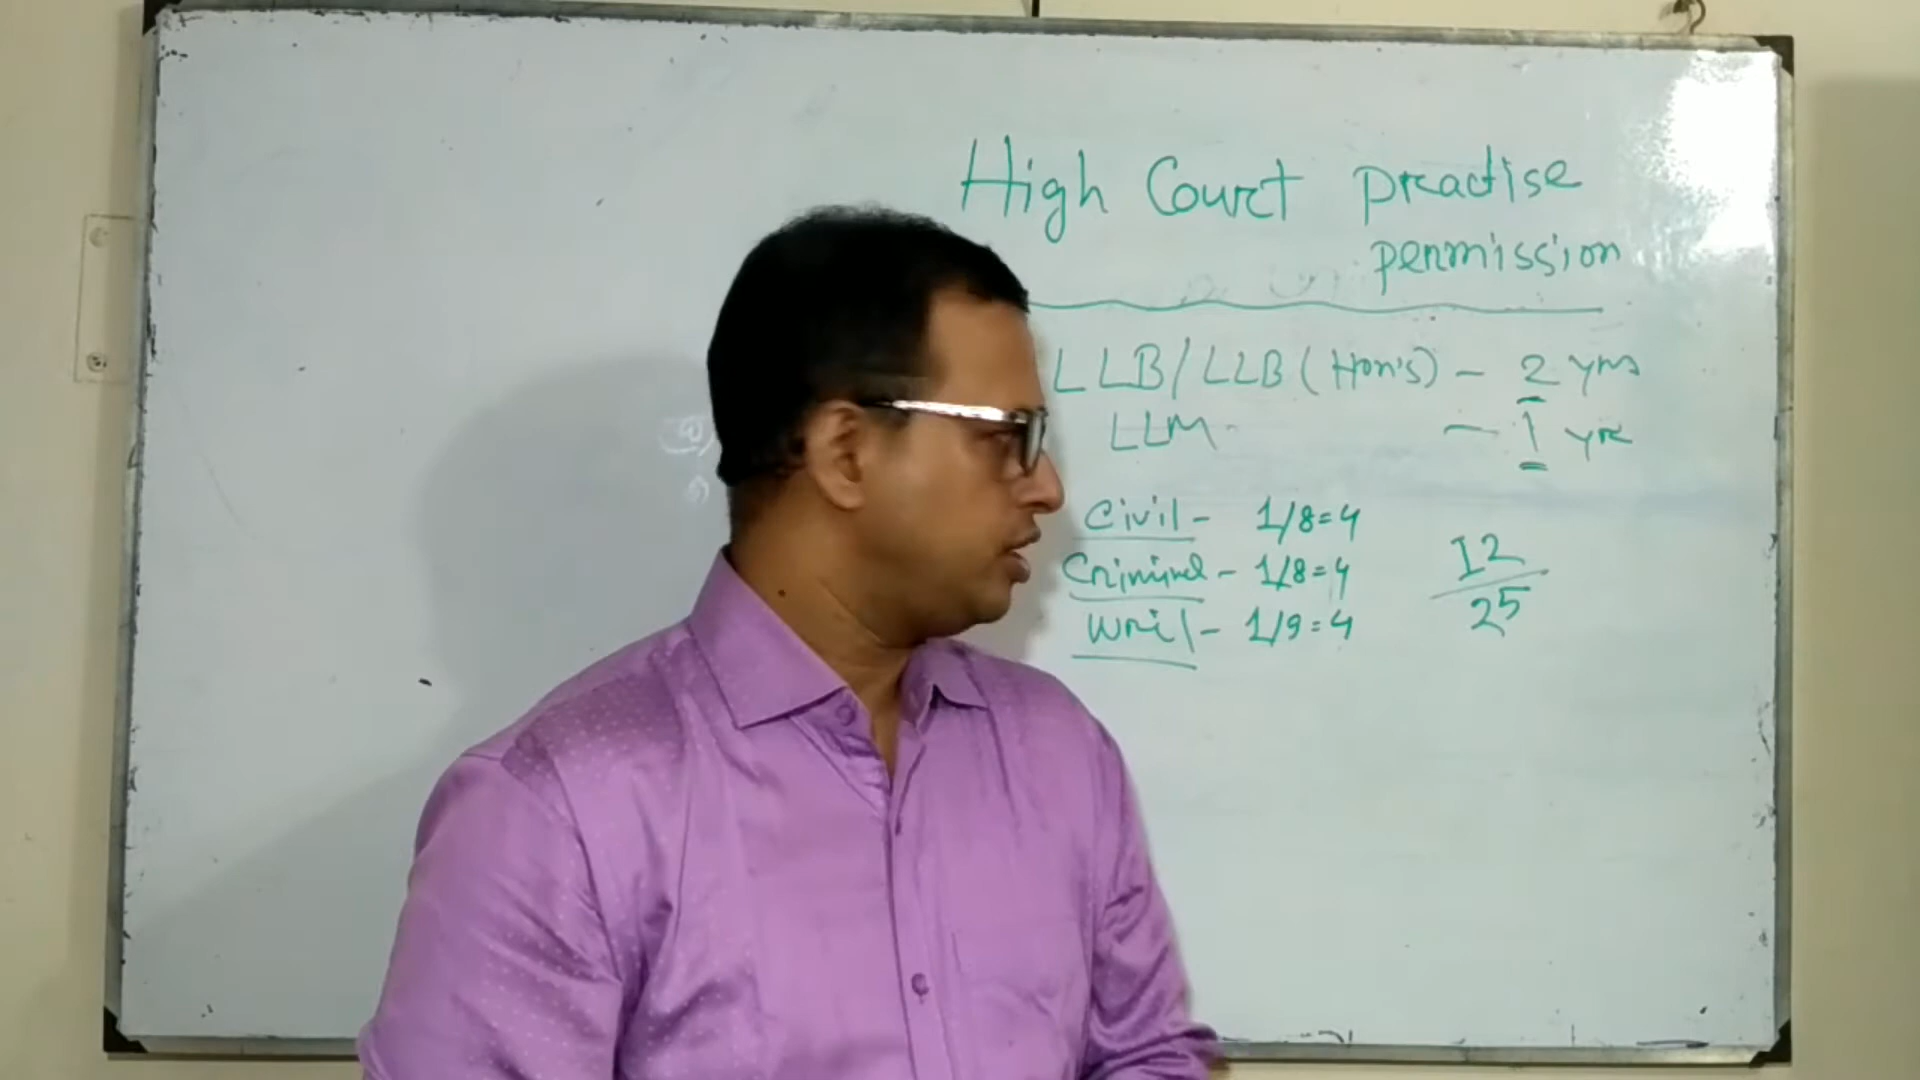 High Court practise
permission
LLB/LLB (Hon's) - 2 yrs
LLM - 1 yr
Civil - 1/8=4
Criminal - 1/8=4
Writ - 1/9=4
12
25